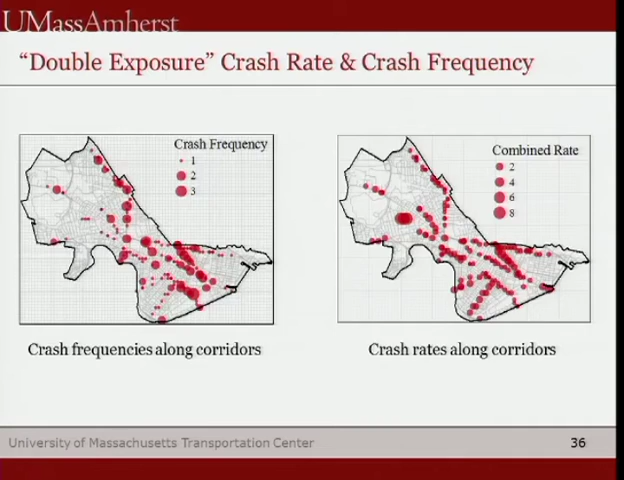 UMassAmherst
“Double Exposure” Crash Rate & Crash Frequency
Crash Frequency
1
2
3
Combined Rate
2
4
6
8
Crash frequencies along corridors
Crash rates along corridors
University of Massachusetts Transportation Center
36